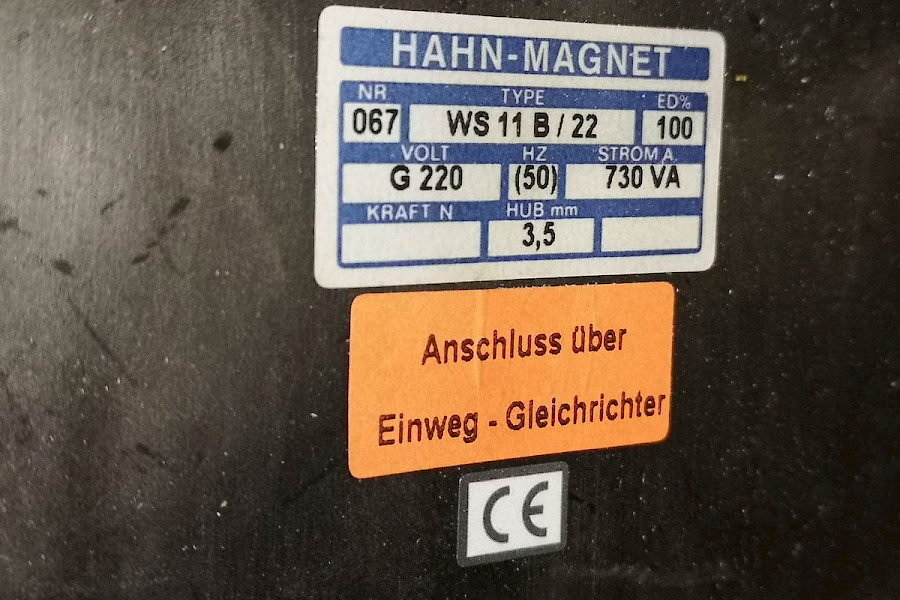 HAHN-MAGNET
NR TYPE ED%
067 WS 11 B / 22 100
VOLT HZ STROM A.
G 220 (50) 730 VA
KRAFT N HUB mm
3,5
Anschluss über
Einweg - Gleichrichter
CE